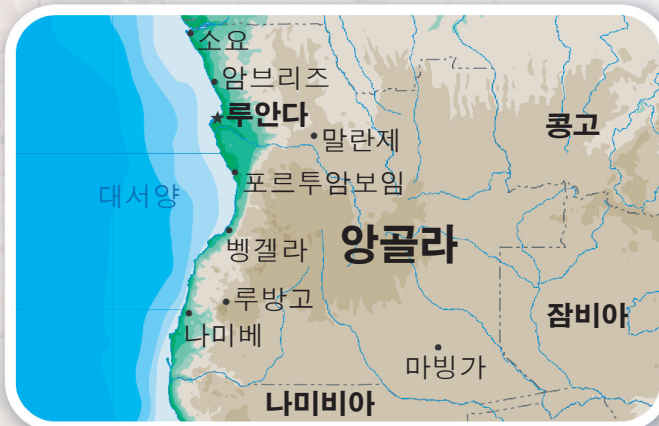 소요
암브리즈
루안다
말란제
콩고
포르투암보임
대서양
벵겔라
앙골라
루방고
나미베
잠비아
마빙가
나미비아